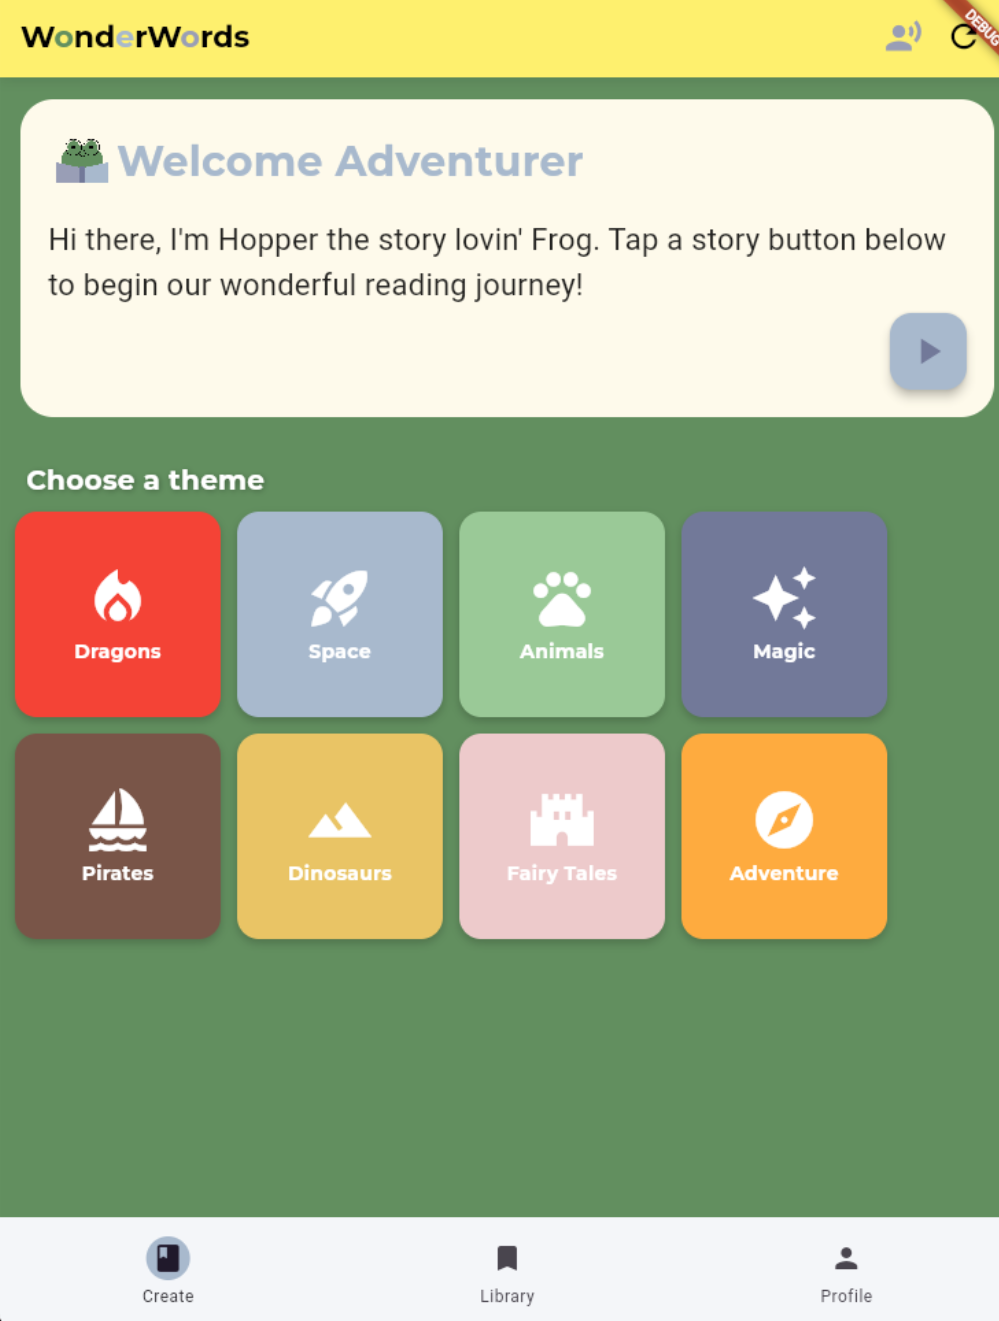 WonderWords
DEBUG
Welcome Adventurer
Hi there, I'm Hopper the story lovin' Frog. Tap a story button below
to begin our wonderful reading journey!
Choose a theme
Dragons
Space
Animals
Magic
Pirates
Dinosaurs
Fairy Tales
Adventure
Create
Library
Profile